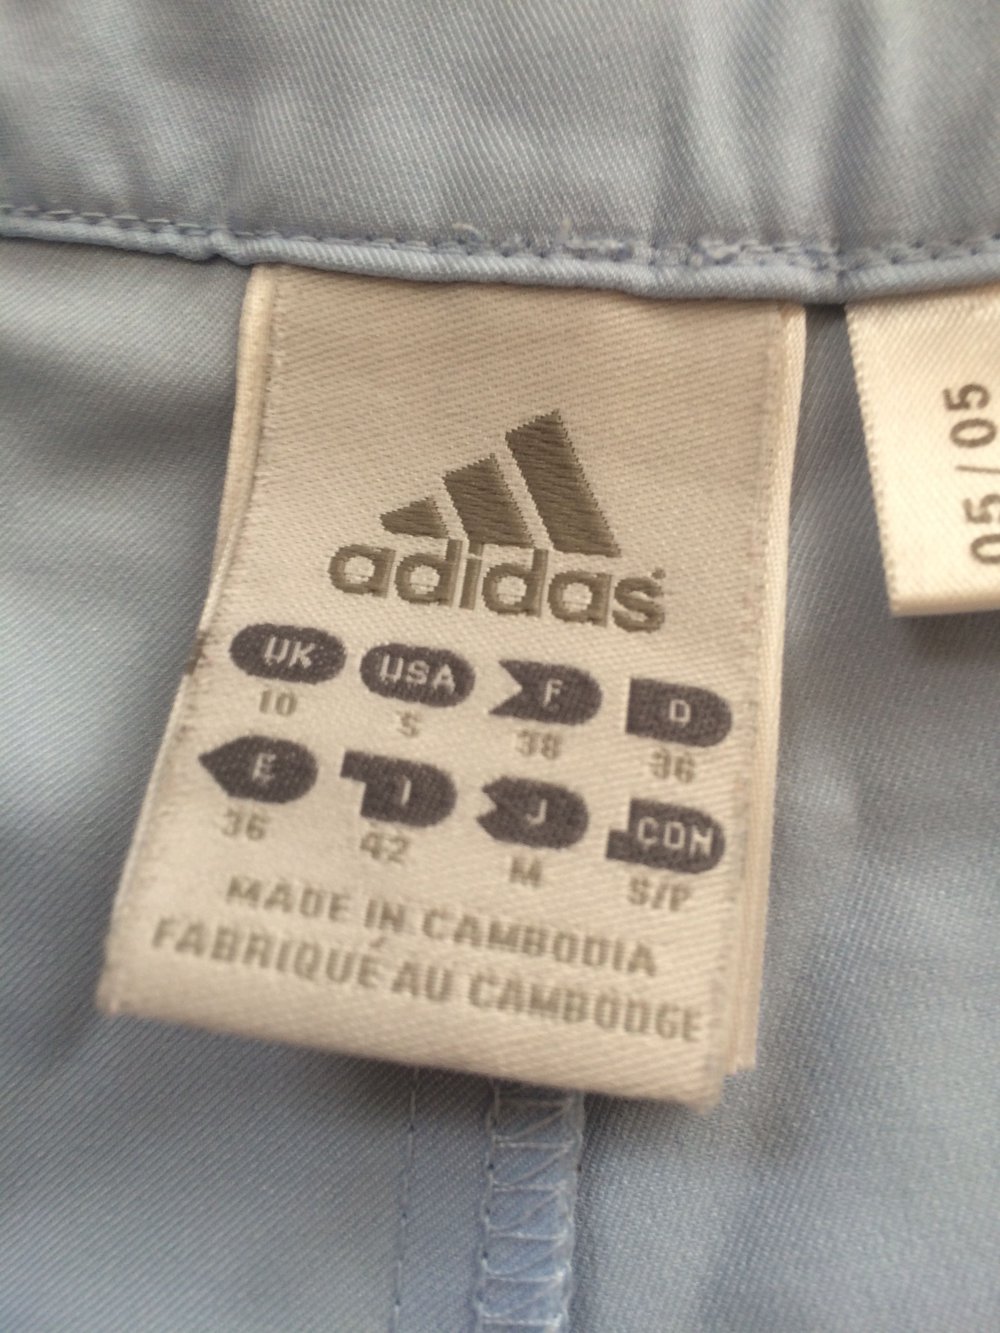 adidas
UK USA F D
10 S 38 36
E I J CDN
36 42 M S/P
MADE IN CAMBODIA
FABRIQUÉ AU CAMBODGE
05/05